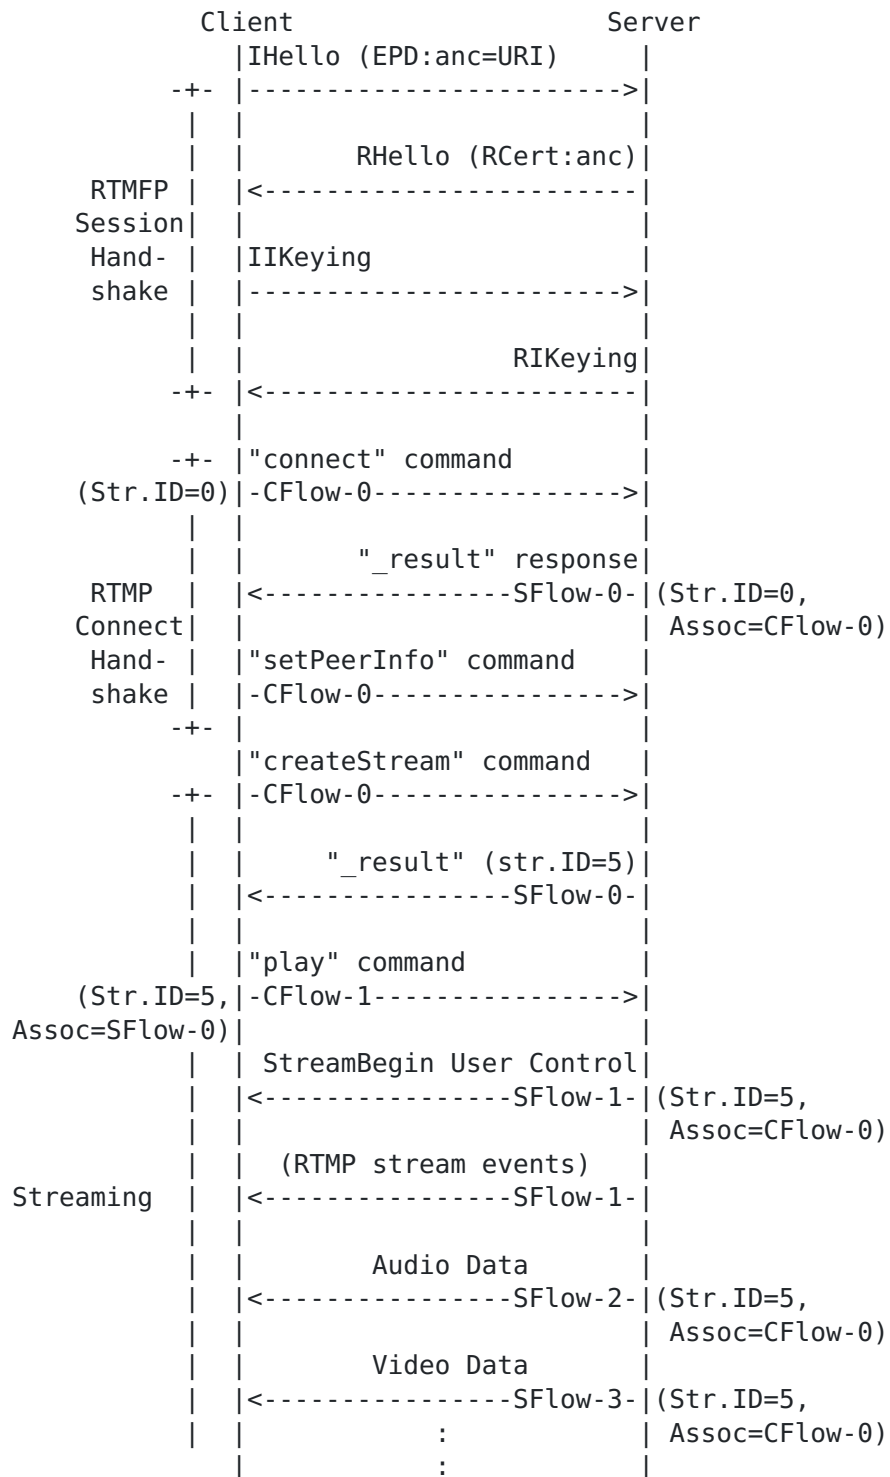 Client                    Server
               |IHello (EPD:anc=URI)     |
           -+- |------------------------>|
            |  |                         |
            |  |       RHello (RCert:anc)|
     RTMFP  |  |<------------------------|
    Session|   |                         |
     Hand-  |  |IIKeying                 |
     shake  |  |------------------------>|
            |  |                         |
            |  |                 RIKeying|
           -+- |<------------------------|
               |                         |
           -+- |"connect" command        |
    (Str.ID=0)|-CFlow-0---------------->|
            |  |                         |
            |  |       "_result" response|
     RTMP   |  |<----------------SFlow-0-|(Str.ID=0,
    Connect|   |                         | Assoc=CFlow-0)
     Hand-  |  |"setPeerInfo" command    |
     shake  |  |-CFlow-0---------------->|
           -+- |                         |
               |"createStream" command   |
           -+- |-CFlow-0---------------->|
            |  |                         |
            |  |     "_result" (str.ID=5)|
            |  |<----------------SFlow-0-|
            |  |                         |
            |  |"play" command           |
    (Str.ID=5,|-CFlow-1---------------->|
Assoc=SFlow-0)|                         |
            |  | StreamBegin User Control|
            |  |<----------------SFlow-1-|(Str.ID=5,
            |  |                         | Assoc=CFlow-0)
            |  |  (RTMP stream events)   |
Streaming   |  |<----------------SFlow-1-|
            |  |                         |
            |  |        Audio Data       |
            |  |<----------------SFlow-2-|(Str.ID=5,
            |  |                         | Assoc=CFlow-0)
            |  |        Video Data       |
            |  |<----------------SFlow-3-|(Str.ID=5,
            |  |            :            | Assoc=CFlow-0)
               |            :            |